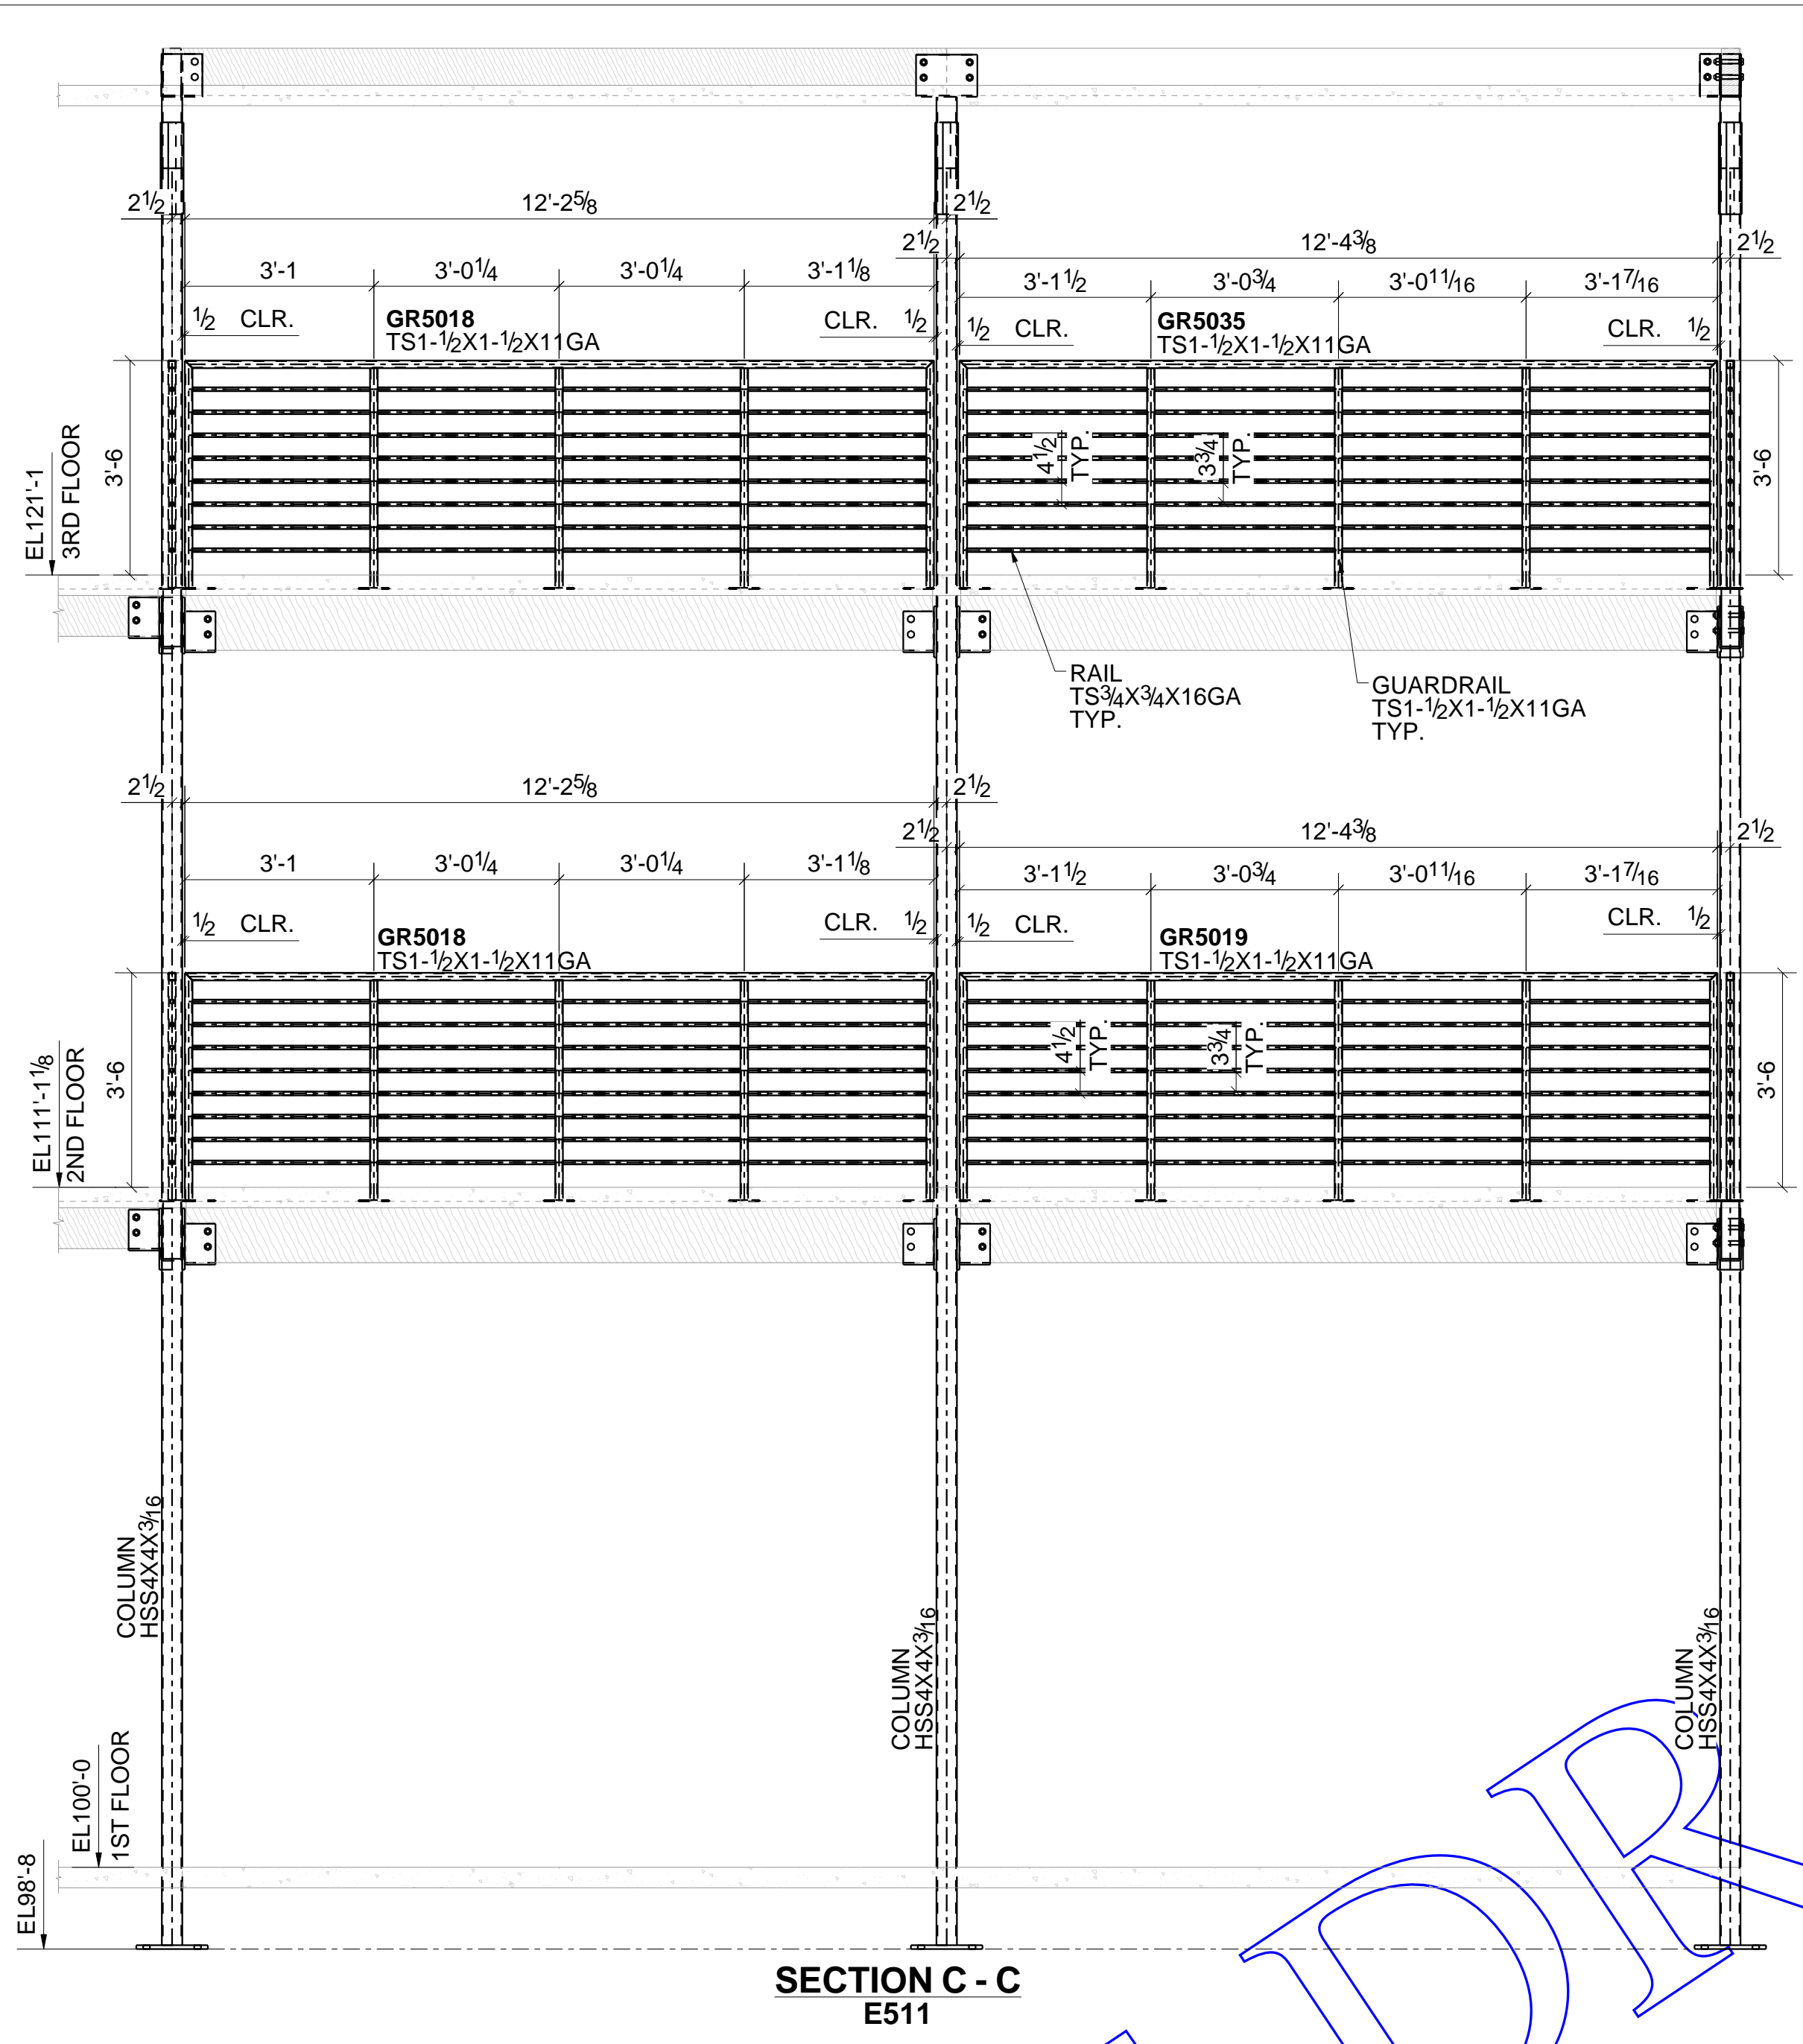 2 1/2
12'-2 5/8
2 1/2
2 1/2
12'-4 3/8
2 1/2
3'-1
3'-0 1/4
3'-0 1/4
3'-1 1/8
3'-1 1/2
3'-0 3/4
3'-0 11/16
3'-1 7/16
1/2 CLR.
GR5018
TS1-1/2X1-1/2X11GA
CLR. 1/2
1/2 CLR.
GR5035
TS1-1/2X1-1/2X11GA
CLR. 1/2
EL121'-1
3RD FLOOR
3'-6
4 1/2
TYP.
3 3/4
TYP.
3'-6
RAIL
TS3/4X3/4X16GA
TYP.
GUARDRAIL
TS1-1/2X1-1/2X11GA
TYP.
2 1/2
12'-2 5/8
2 1/2
2 1/2
12'-4 3/8
2 1/2
3'-1
3'-0 1/4
3'-0 1/4
3'-1 1/8
3'-1 1/2
3'-0 3/4
3'-0 11/16
3'-1 7/16
1/2 CLR.
GR5018
TS1-1/2X1-1/2X11GA
CLR. 1/2
1/2 CLR.
GR5019
TS1-1/2X1-1/2X11GA
CLR. 1/2
EL111'-1 1/8
2ND FLOOR
3'-6
4 1/2
TYP.
3 3/4
TYP.
3'-6
COLUMN
HSS4X4X3/16
COLUMN
HSS4X4X3/16
COLUMN
HSS4X4X3/16
EL100'-0
1ST FLOOR
EL98'-8
SECTION C - C
E511
DR